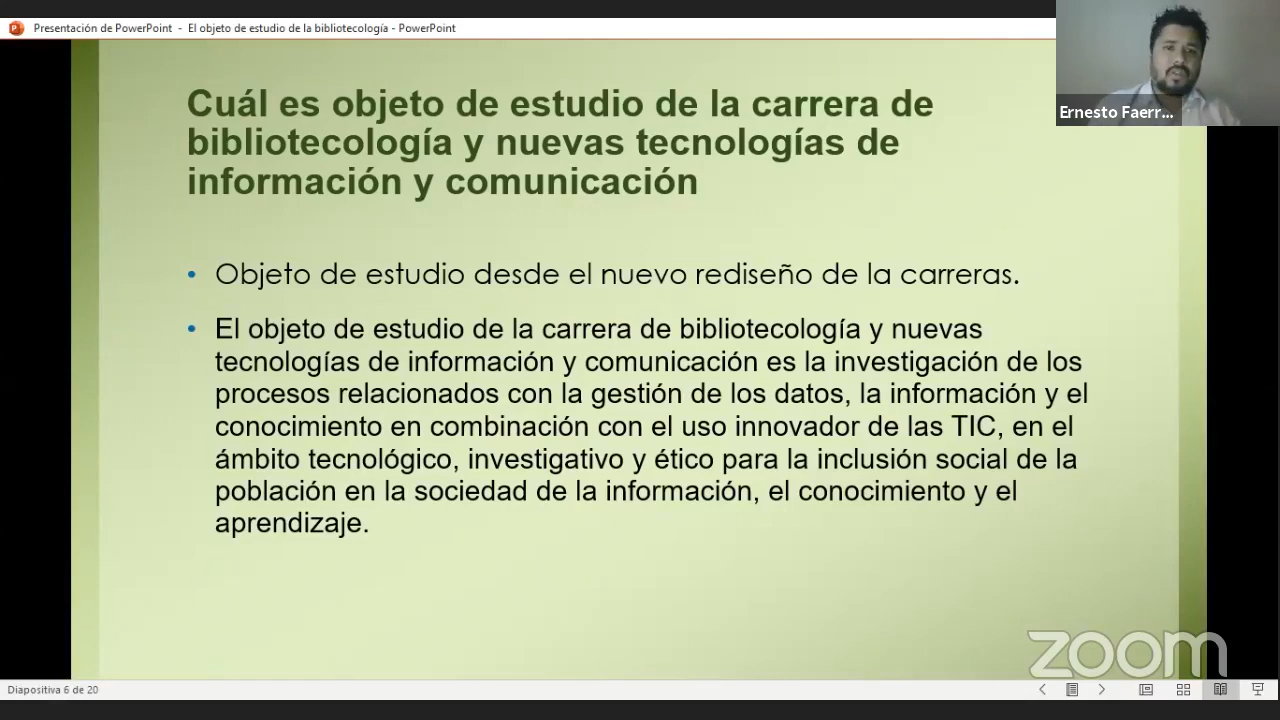 Presentación de PowerPoint - El objeto de estudio de la bibliotecología - PowerPoint
Ernesto Faerr...
Cuál es objeto de estudio de la carrera de
bibliotecología y nuevas tecnologías de
información y comunicación
• Objeto de estudio desde el nuevo rediseño de la carreras.
• El objeto de estudio de la carrera de bibliotecología y nuevas
tecnologías de información y comunicación es la investigación de los
procesos relacionados con la gestión de los datos, la información y el
conocimiento en combinación con el uso innovador de las TIC, en el
ámbito tecnológico, investigativo y ético para la inclusión social de la
población en la sociedad de la información, el conocimiento y el
aprendizaje.
zoom
Diapositiva 6 de 20